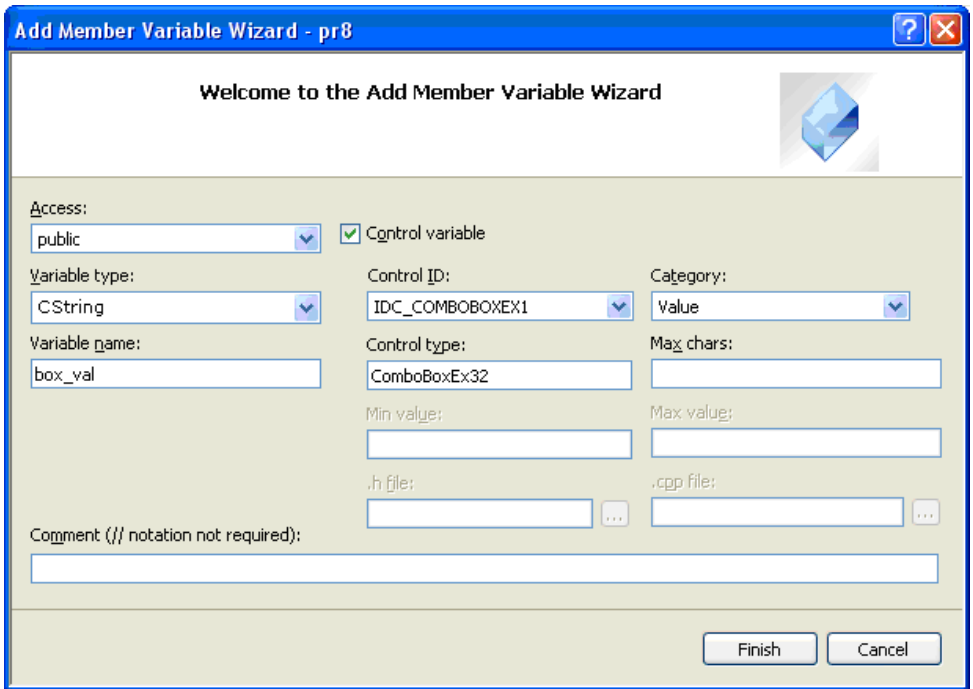 Add Member Variable Wizard - pr8
Welcome to the Add Member Variable Wizard
Access:
public
Control variable
Variable type:
CString
Control ID:
IDC_COMBOBOXEX1
Category:
Value
Variable name:
box_val
Control type:
ComboBoxEx32
Max chars:
Min value:
Max value:
.h file:
...
.cpp file:
...
Comment (// notation not required):
Finish
Cancel